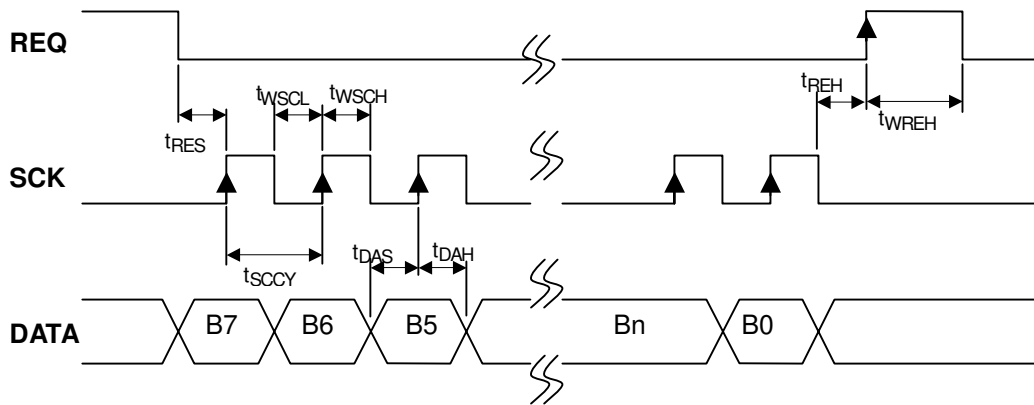 REQ
tWSCL tWSCH
tREH
tWREH
tRES
SCK
tSCCY
tDAS tDAH
DATA B7 B6 B5 Bn B0